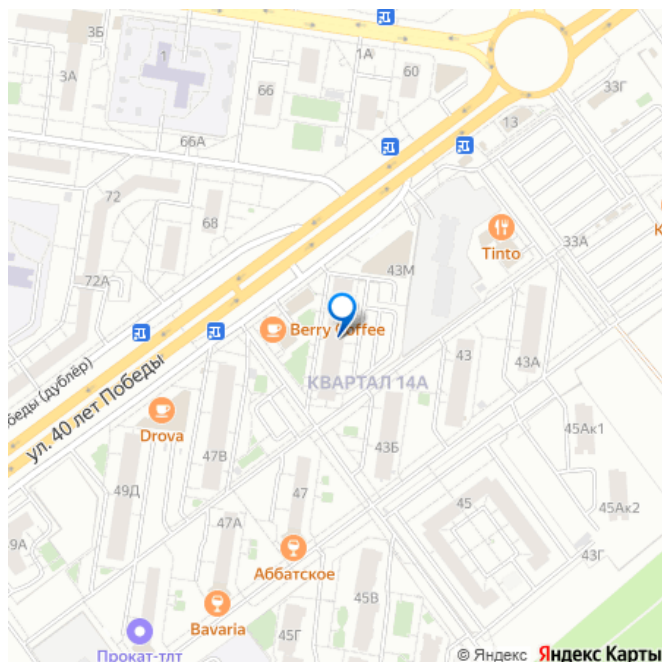 3Б
1
1А
3А
60
66
33Г
66А
13
72
68
43М
Tinto
33А
72А
Berry Coffee
43
43А
(дублёр)
КВАРТАЛ 14А
ул. 40 лет Победы
Drova
47В
43Б
45Ак1
49Д
47
45
45Ак2
47А
43Г
Аббатское
45В
Bavaria
45Г
Прокат-тлт
© Яндекс
Яндекс Карты